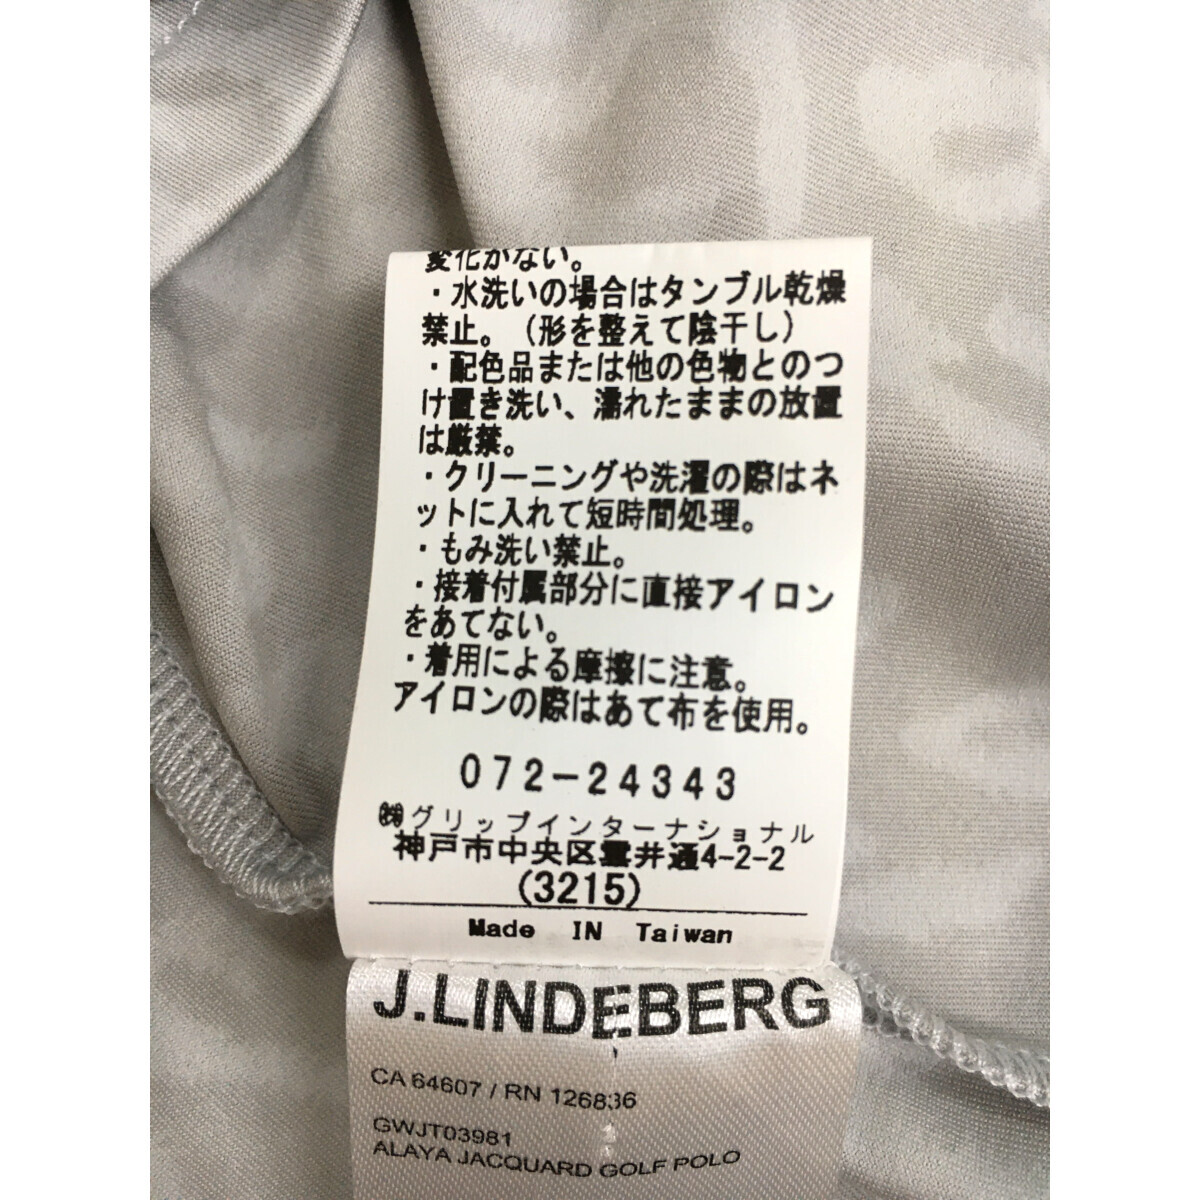 変化がない。
・水洗いの場合はタンブル乾燥
禁止。（形を整えて陰干し）
・配色品または他の色物とのつ
け置き洗い、濡れたままの放置
は厳禁。
・クリーニングや洗濯の際はネ
ットに入れて短時間処理。
・もみ洗い禁止。
・接着付属部分に直接アイロン
をあてない。
・着用による摩擦に注意。
アイロンの際はあて布を使用。
072-24343
㈱グリップインターナショナル
神戸市中央区雲井通4-2-2
(3215)
Made IN Taiwan
J.LINDEBERG
CA 64607 / RN 126836
GWJT03981
ALAYA JACQUARD GOLF POLO